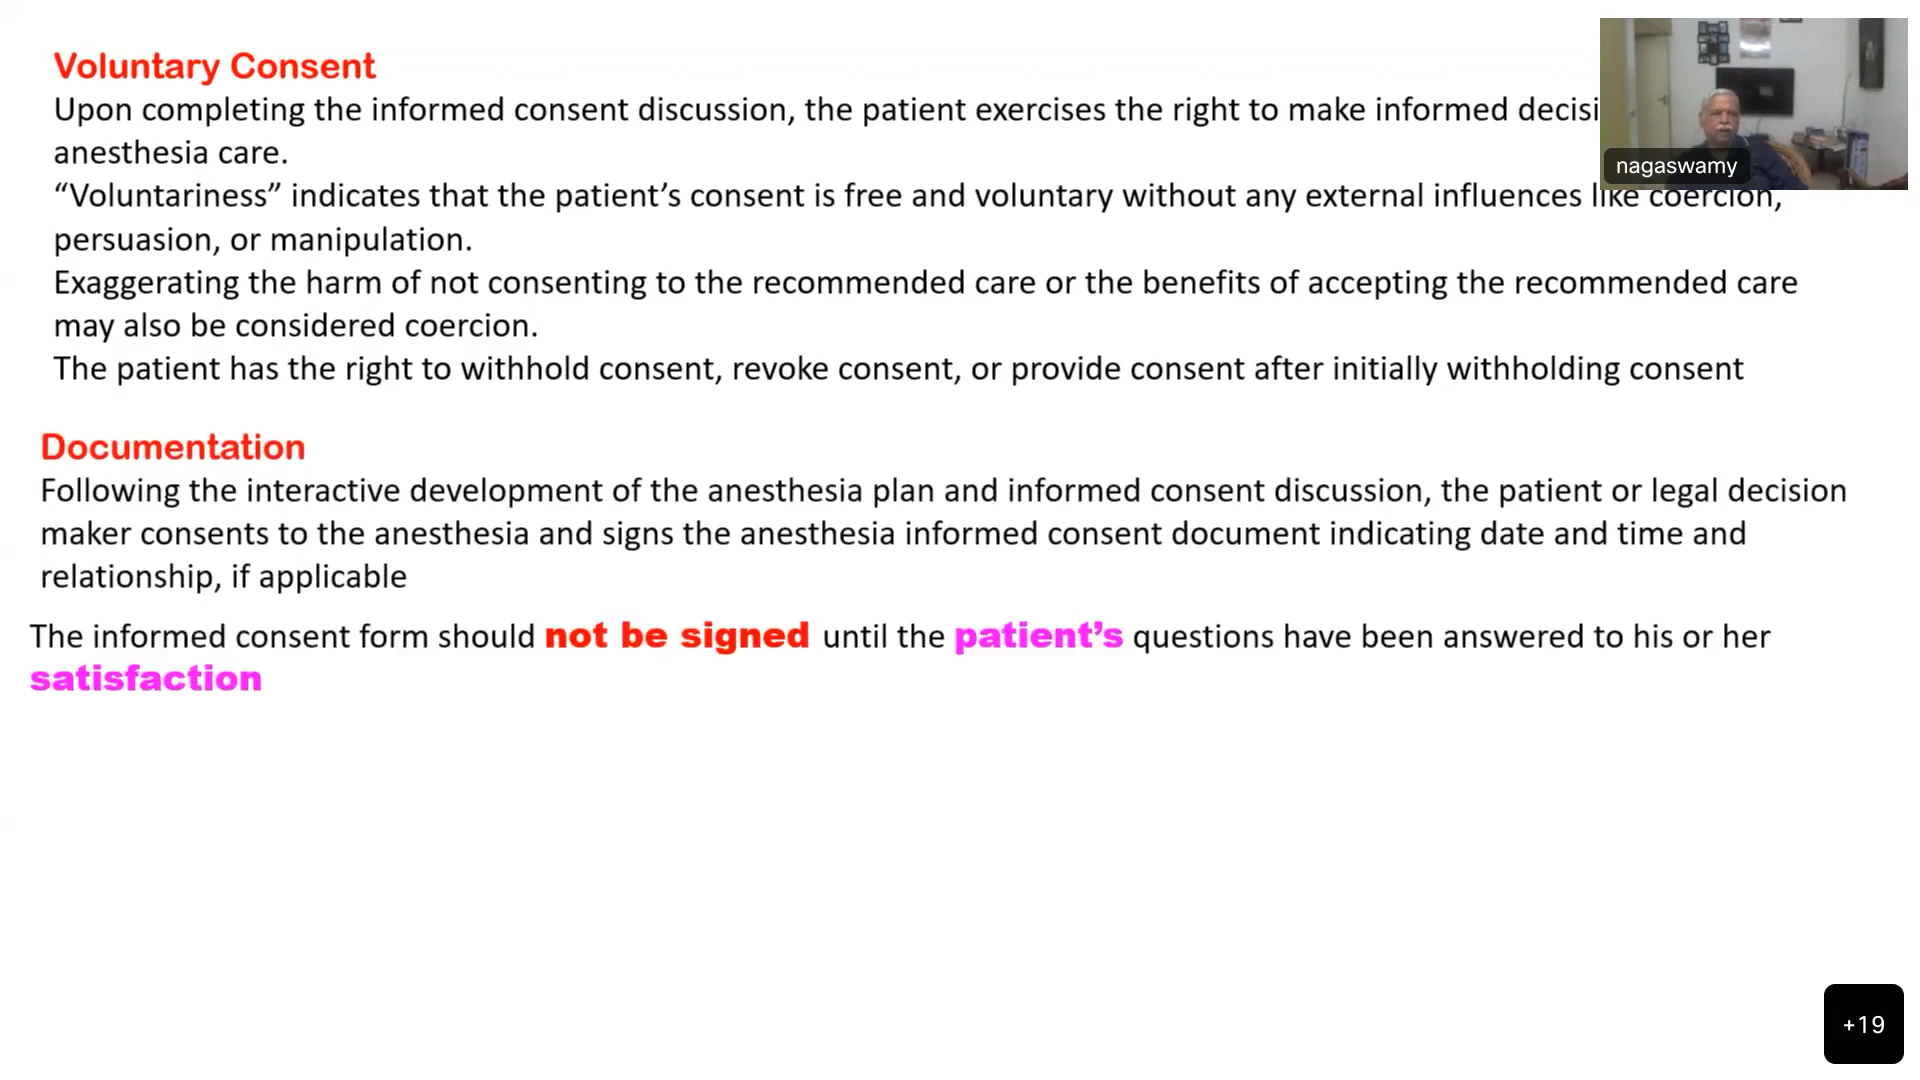 Voluntary Consent
Upon completing the informed consent discussion, the patient exercises the right to make informed decisi
anesthesia care.
“Voluntariness” indicates that the patient’s consent is free and voluntary without any external influences like coercion,
persuasion, or manipulation.
Exaggerating the harm of not consenting to the recommended care or the benefits of accepting the recommended care
may also be considered coercion.
The patient has the right to withhold consent, revoke consent, or provide consent after initially withholding consent
Documentation
Following the interactive development of the anesthesia plan and informed consent discussion, the patient or legal decision
maker consents to the anesthesia and signs the anesthesia informed consent document indicating date and time and
relationship, if applicable
The informed consent form should not be signed until the patient’s questions have been answered to his or her
satisfaction
nagaswamy
+19